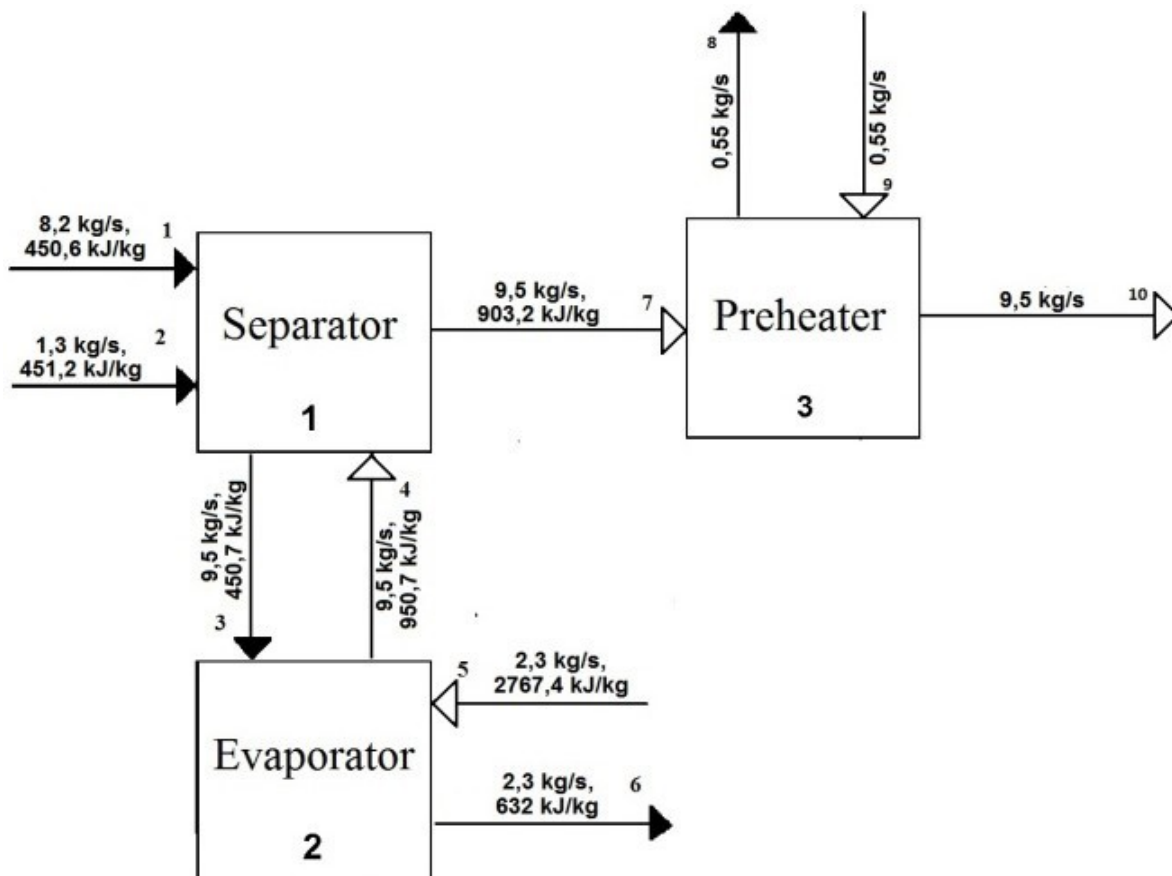 8
0,55 kg/s
0,55 kg/s
9
8,2 kg/s,
450,6 kJ/kg
1
1,3 kg/s,
451,2 kJ/kg
2
Separator
1
9,5 kg/s,
903,2 kJ/kg
7
Preheater
3
9,5 kg/s
10
9,5 kg/s,
450,7 kJ/kg
3
9,5 kg/s,
950,7 kJ/kg
4
Evaporator
2
5
2,3 kg/s,
2767,4 kJ/kg
2,3 kg/s,
632 kJ/kg
6